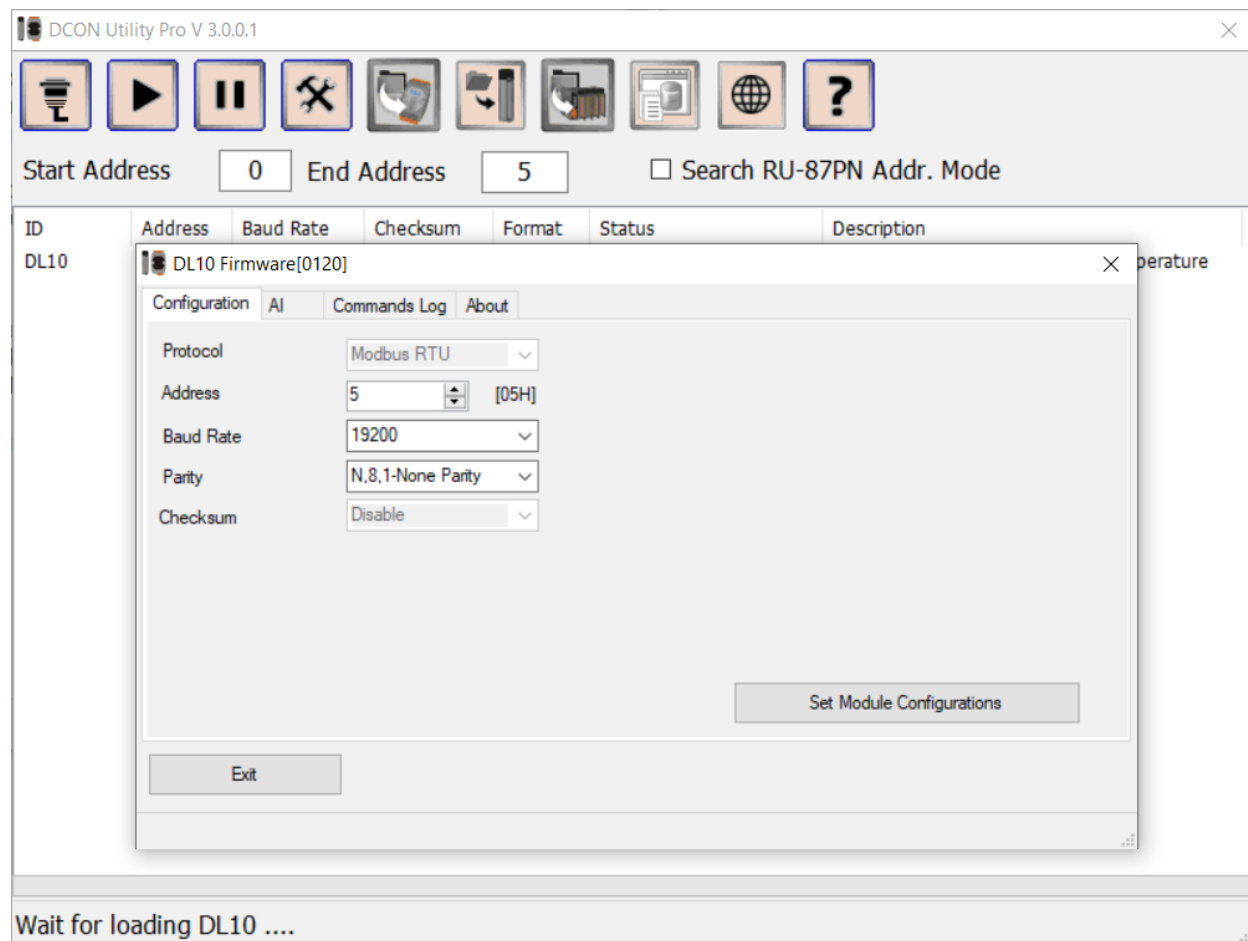 DCON Utility Pro V 3.0.0.1
?
Start Address 0 End Address 5 Search RU-87PN Addr. Mode
ID Address Baud Rate Checksum Format Status Description
DL10 perature
DL10 Firmware[0120]
Configuration AI Commands Log About
Protocol Modbus RTU
Address 5 [05H]
Baud Rate 19200
Parity N,8,1-None Parity
Checksum Disable
Set Module Configurations
Exit
Wait for loading DL10 ....